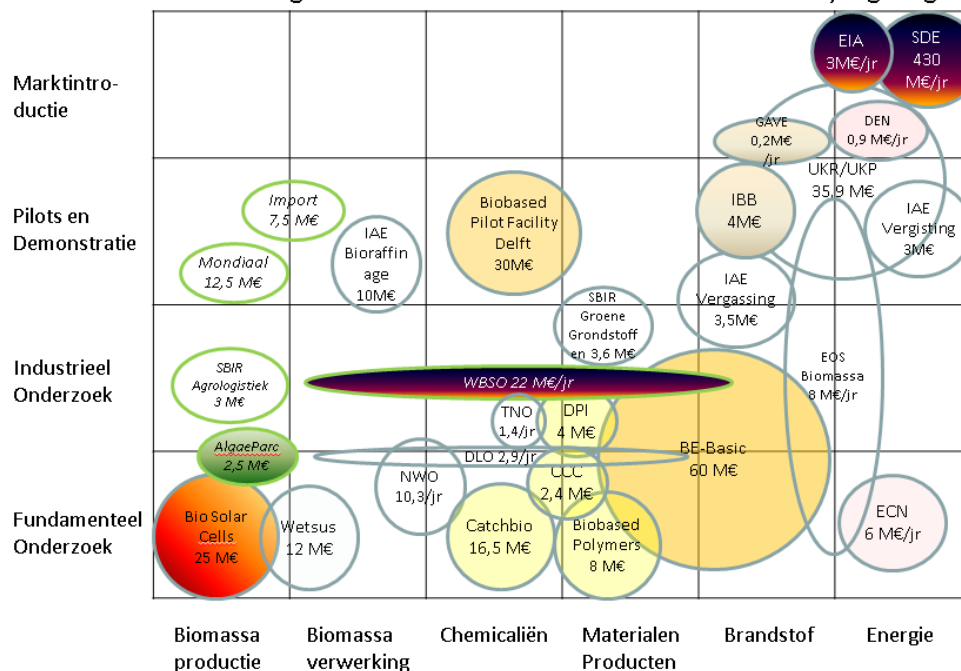 EIA
3M€/jr
SDE
430
M€/jr
Marktintro-
ductie
GAVE
0,2M€
/jr
DEN
0,9 M€/jr
UKR/UKP
35,9 M€
Import
7,5 M€
Mondiaal
12,5 M€
IAE
Bioraffin
age
10M€
Biobased
Pilot Facility
Delft
30M€
IBB
4M€
IAE
Vergisting
3M€
Pilots en
Demonstratie
IAE
Vergassing
3,5M€
SBIR
Groene
Grondstoff
en 3,6 M€
Industrieel
Onderzoek
SBIR
Agrologistiek
3 M€
WBSO 22 M€/jr
EOS
Biomassa
8 M€/jr
TNO
1,4/jr
DPI
4 M€
AlgaeParc
2,5 M€
DLO 2,9/jr
BE-Basic
60 M€
NWO
10,3/jr
CCC
2,4 M€
Fundamenteel
Onderzoek
Bio Solar
Cells
25 M€
Wetsus
12 M€
Catchbio
16,5 M€
Biobased
Polymers
8 M€
ECN
6 M€/jr
Biomassa
productie
Biomassa
verwerking
Chemicaliën
Materialen
Producten
Brandstof
Energie